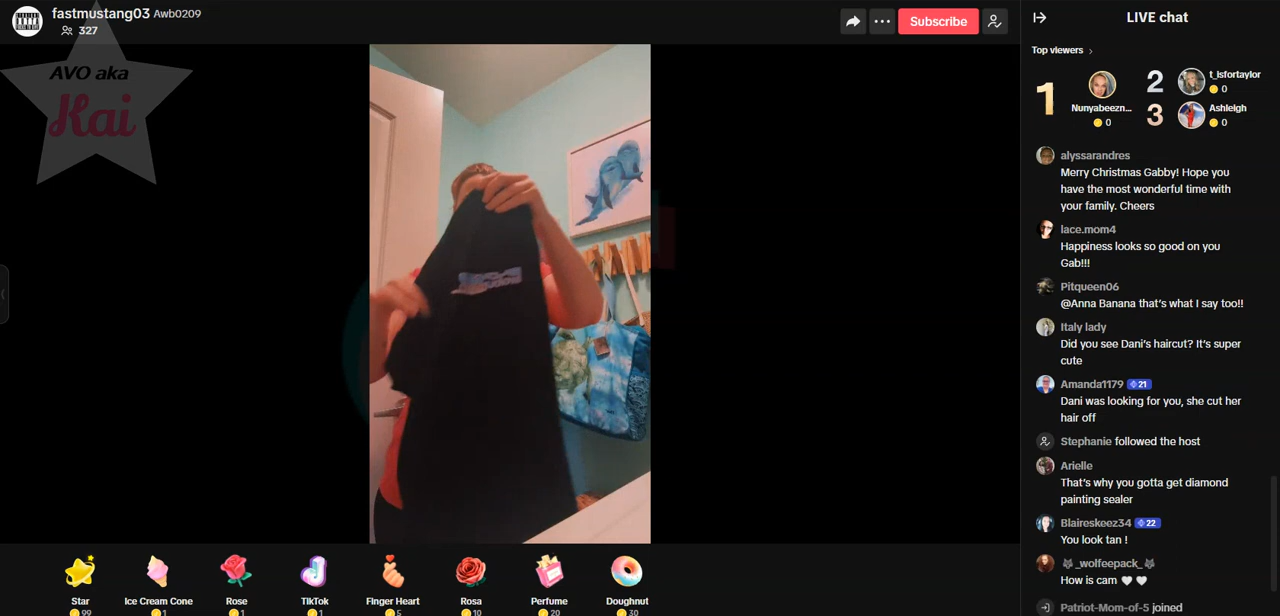 fastmustang03 Awb0209
327
Subscribe
AVO aka
Kai
LIVE chat
Top viewers
1
Nunyabeezn...
0
2
t_isfortaylor
0
3
Ashleigh
0
alyssarandres
Merry Christmas Gabby! Hope you
have the most wonderful time with
your family. Cheers
lace.mom4
Happiness looks so good on you
Gab!!!
Pitqueen06
@Anna Banana that's what I say too!!
Italy lady
Did you see Dani's haircut? It's super
cute
Amanda1179 21
Dani was looking for you, she cut her
hair off
Stephanie followed the host
Arielle
That's why you gotta get diamond
painting sealer
Blaireskeez34 22
You look tan !
🐺_wolfeepack_🐺
How is cam 🤍🤍
Patriot-Mom-of-5 joined
Star
99
Ice Cream Cone
1
Rose
1
TikTok
1
Finger Heart
5
Rosa
10
Perfume
20
Doughnut
30